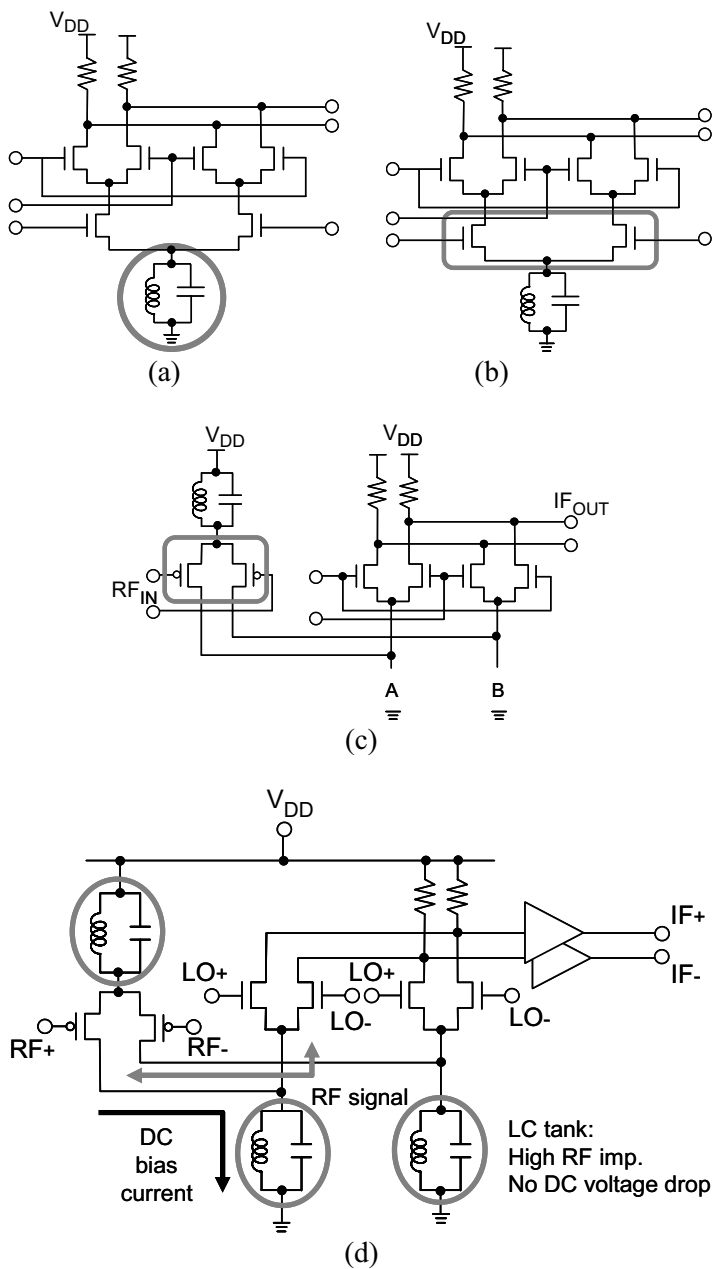 V_DD
(a)
V_DD
(b)
V_DD
RF_IN
V_DD
IF_OUT
A
B
(c)
V_DD
LO+
LO-
LO+
LO-
IF+
IF-
RF+
RF-
RF signal
DC
bias
current
LC tank:
High RF imp.
No DC voltage drop
(d)